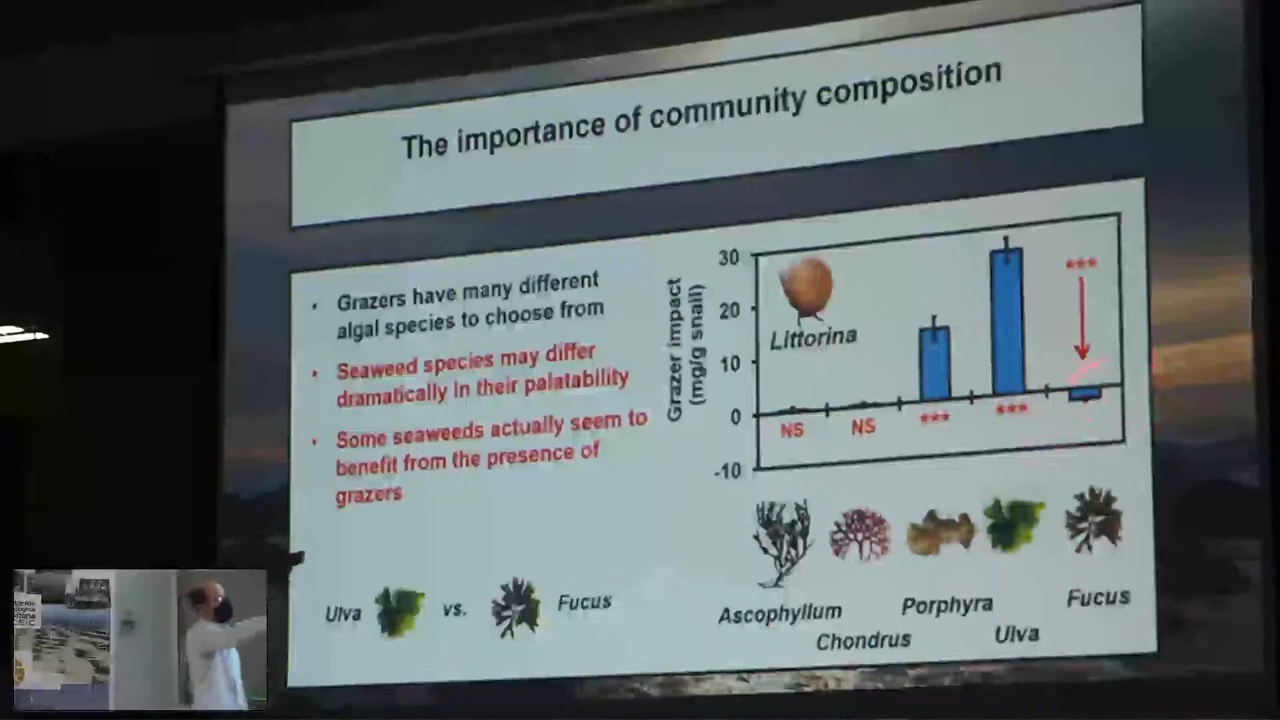 The importance of community composition
• Grazers have many different
algal species to choose from
• Seaweed species may differ
dramatically in their palatability
• Some seaweeds actually seem to
benefit from the presence of
grazers
Ulva vs. Fucus
Grazer impact
(mg/g snail)
30
20
10
0
-10
Littorina
NS
NS
***
***
***
Ascophyllum
Chondrus
Porphyra
Ulva
Fucus